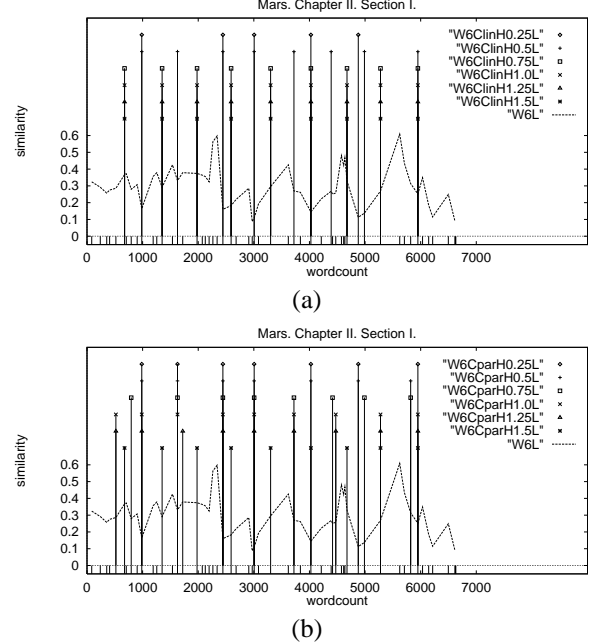 Mars. Chapter II. Section I.
"W6ClinH0.25L"
"W6ClinH0.5L"
"W6ClinH0.75L"
"W6ClinH1.0L"
"W6ClinH1.25L"
"W6ClinH1.5L"
"W6L"
similarity
0.6
0.5
0.4
0.3
0.2
0.1
0
0 1000 2000 3000 4000 5000 6000 7000
wordcount
(a)
Mars. Chapter II. Section I.
"W6CparH0.25L"
"W6CparH0.5L"
"W6CparH0.75L"
"W6CparH1.0L"
"W6CparH1.25L"
"W6CparH1.5L"
"W6L"
similarity
0.6
0.5
0.4
0.3
0.2
0.1
0
0 1000 2000 3000 4000 5000 6000 7000
wordcount
(b)